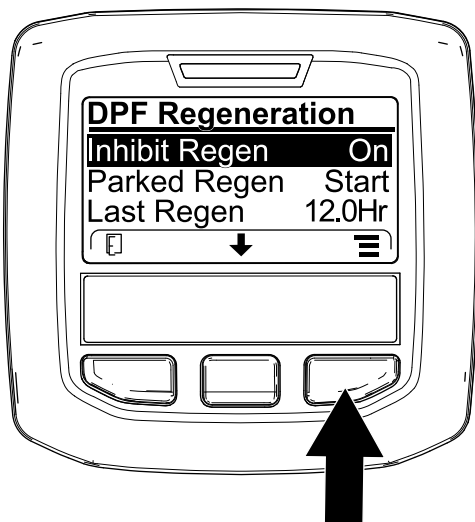 DPF Regeneration
Inhibit Regen On
Parked Regen Start
Last Regen 12.0Hr